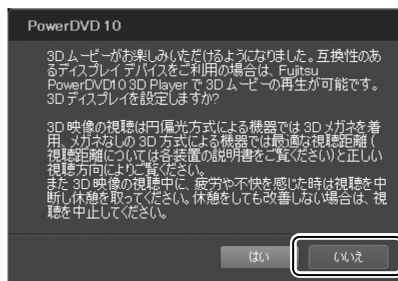 PowerDVD 10
3D ムービーがお楽しみいただけるようになりました。互換性のあ
るディスプレイ デバイスをご利用の場合は、Fujitsu
PowerDVD10 3D Player で 3D ムービーの再生が可能です。
3D ディスプレイを設定しますか?
3D 映像の視聴は円偏光方式による機器では 3D メガネを着
用、メガネなしの 3D 方式による機器では最適な視聴距離 (
視聴距離については各装置の説明書をご覧ください)と正しい
視聴方向によりご覧ください。
また 3D 映像の視聴中に、疲労や不快を感じた時は視聴を中
断し休憩を取ってください。休憩をしても改善しない場合は、視
聴を中止してください。
はい いいえ